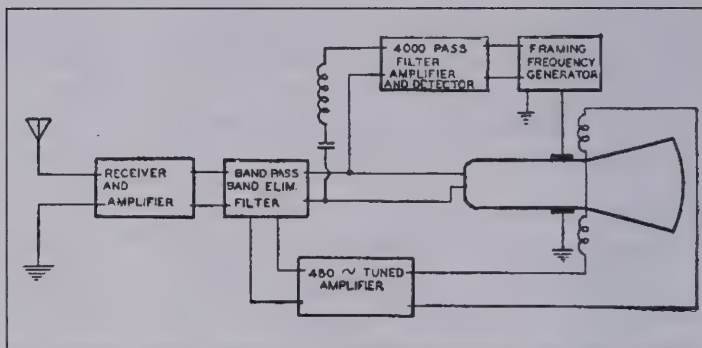 4000 PASS
FILTER
AMPLIFIER
AND DETECTOR
FRAMING
FREQUENCY
GENERATOR
RECEIVER
AND
AMPLIFIER
BAND PASS
BAND ELIM.
FILTER
480 ~ TUNED
AMPLIFIER